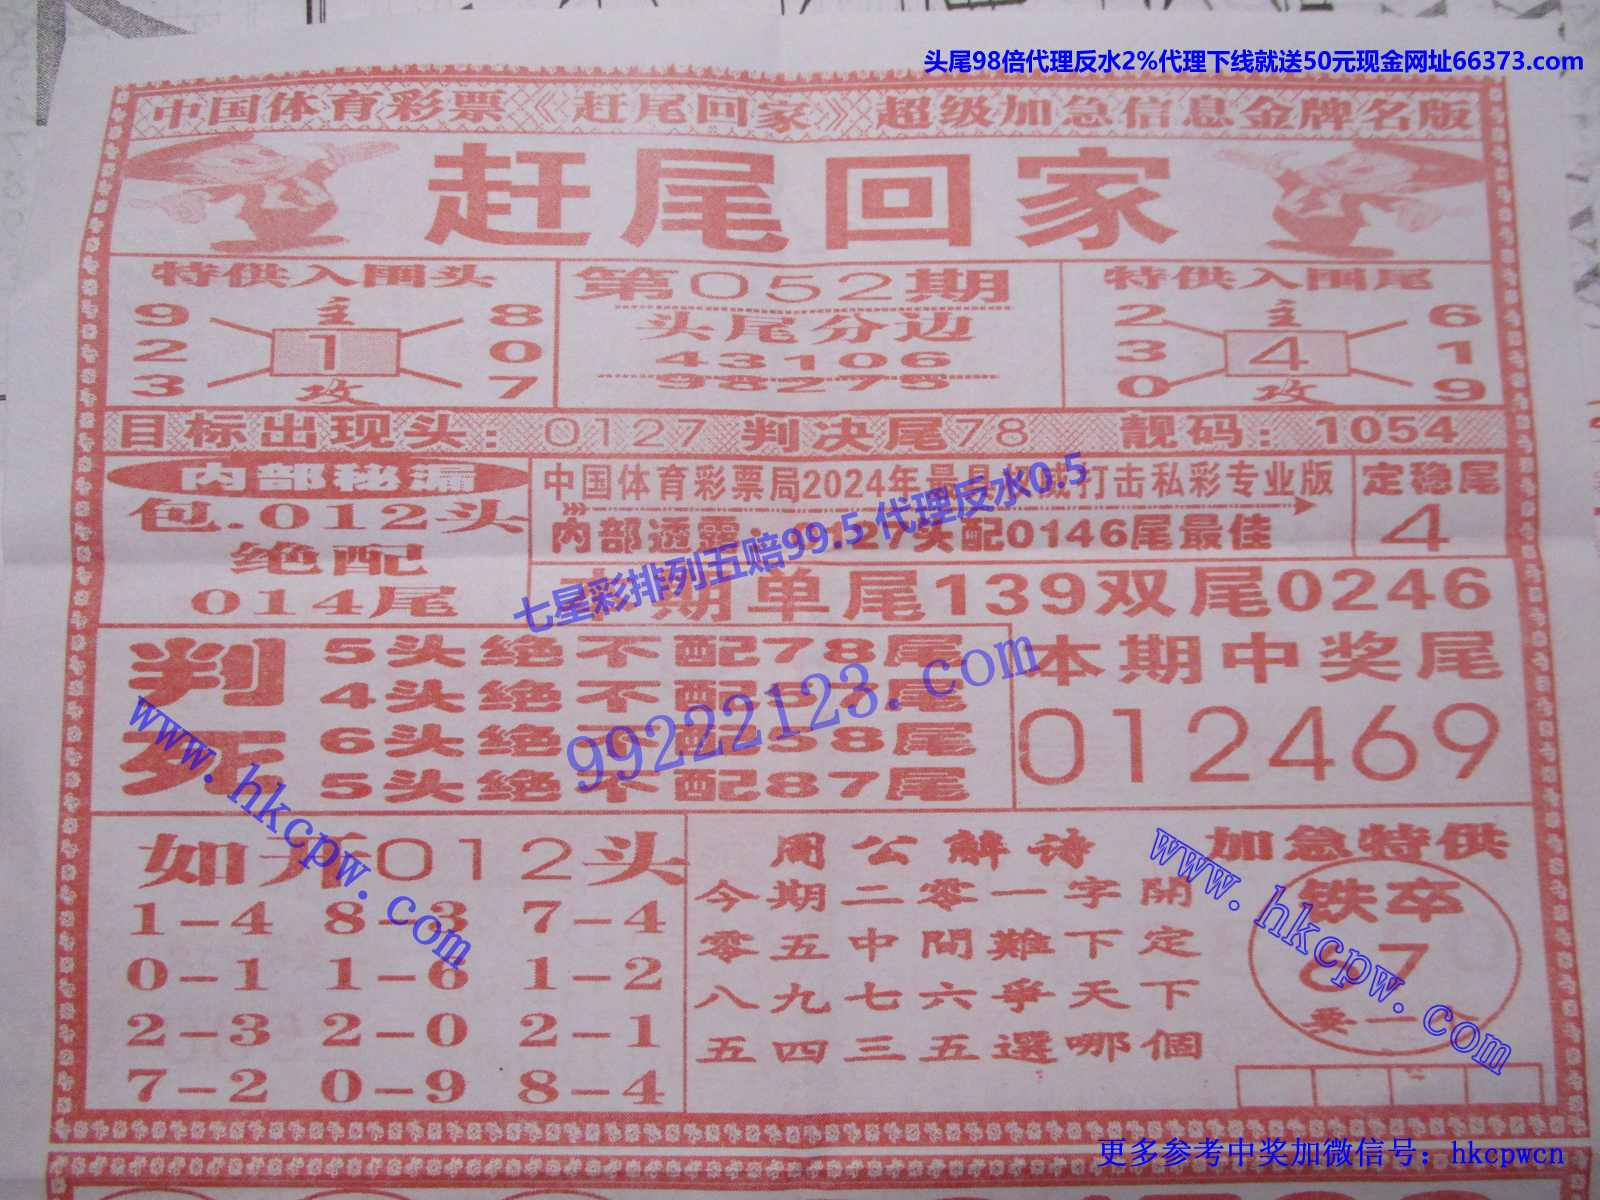 头尾98倍代理反水2%代理下线就送50元现金网址66373.com
中国体育彩票《赶尾回家》超级加急信息金牌名版
赶尾回家
特供入围头
9 主 8
2 1 0
3 攻 7
第052期
头尾分边
43106
98275
特供入围尾
2 主 6
3 4 1
0 攻 9
目标出现头：0127 判决尾78 靓码：1054
内部秘漏
包.012头
绝配
014尾
中国体育彩票局2024年最具权威打击私彩专业版
内部透露：0127头配0146尾最佳
定稳尾
4
七星彩排列五赔99.5 代理反水0.5
本期单尾139双尾0246
判死
5头绝不配78尾
4头绝不配57尾
6头绝不配58尾
5头绝不配87尾
本期中奖尾
012469
99222123.com
www.hkcpw.com
如开012头
1-4 8-3 7-4
0-1 1-6 1-2
2-3 2-0 2-1
7-2 0-9 8-4
周公解诗
今期二零一字開
零五中間難下定
八九七六爭天下
五四三五選哪個
加急特供
铁卒
87
卖一个
www.hkcpw.com
更多参考中奖加微信号：hkcpwcn